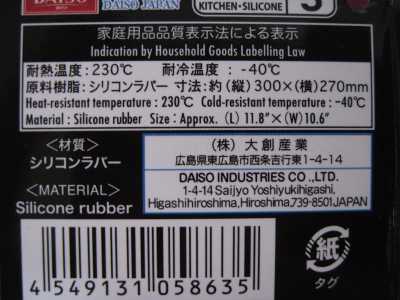 DAISO
DAISO JAPAN
KITCHEN・SILICONE
3
家庭用品品質表示法による表示
Indication by Household Goods Labelling Law
耐熱温度:230℃ 耐冷温度:-40℃
原料樹脂:シリコンラバー 寸法:約(縦)300×(横)270mm
Heat-resistant temperature : 230℃ Cold-resistant temperature : −40℃
Material : Silicone rubber Size : Approx. (L) 11.8”×(W)10.6”
<材質>
シリコンラバー
<MATERIAL>
Silicone rubber
(株)大創産業
広島県東広島市西条吉行東1-4-14
DAISO INDUSTRIES CO.,LTD.
1-4-14 Saijyo Yoshiyukihigashi,
Higashihiroshima,Hiroshima,739-8501JAPAN
4 549131 058635
紙
タグ